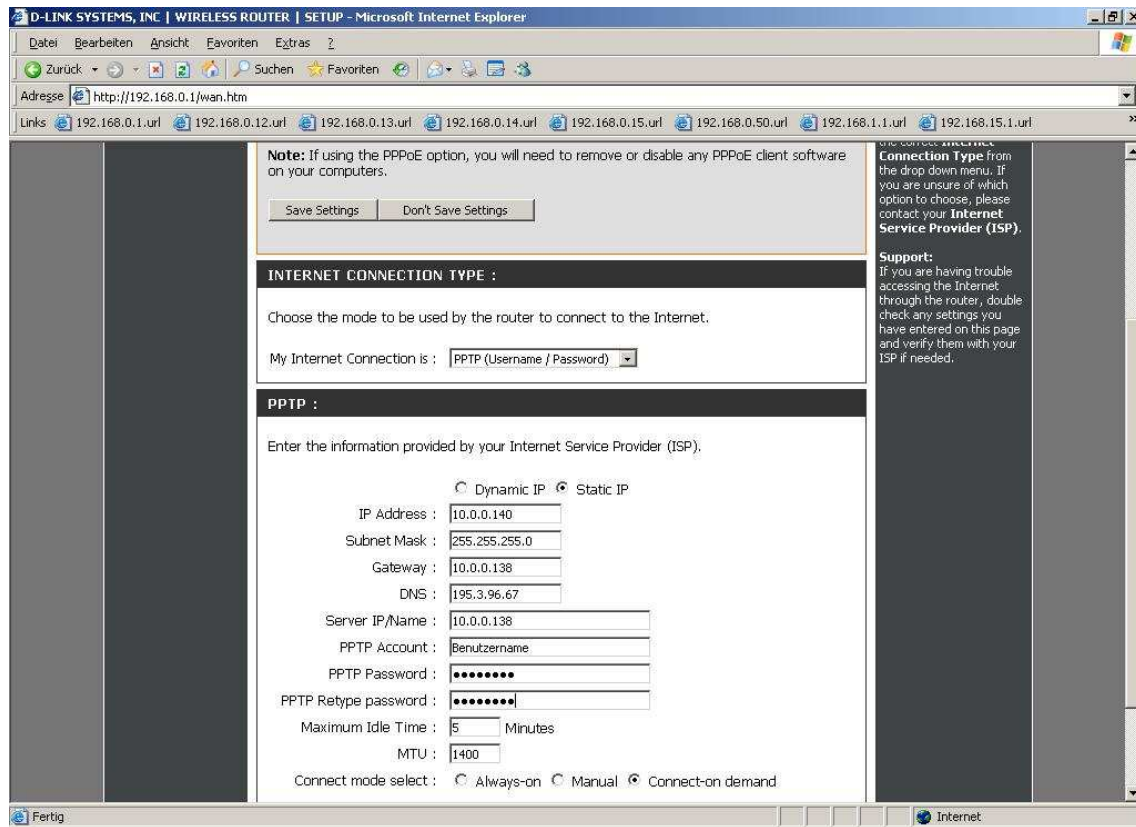 D-LINK SYSTEMS, INC | WIRELESS ROUTER | SETUP - Microsoft Internet Explorer
Datei Bearbeiten Ansicht Favoriten Extras ?
Zurück Suchen Favoriten
Adresse http://192.168.0.1/wan.htm
Links 192.168.0.1.url 192.168.0.12.url 192.168.0.13.url 192.168.0.14.url 192.168.0.15.url 192.168.0.50.url 192.168.1.1.url 192.168.15.1.url »
Note: If using the PPPoE option, you will need to remove or disable any PPPoE client software
on your computers.
Save Settings Don't Save Settings
INTERNET CONNECTION TYPE :
Choose the mode to be used by the router to connect to the Internet.
My Internet Connection is : PPTP (Username / Password)
PPTP :
Enter the information provided by your Internet Service Provider (ISP).
Dynamic IP Static IP
IP Address : 10.0.0.140
Subnet Mask : 255.255.255.0
Gateway : 10.0.0.138
DNS : 195.3.96.67
Server IP/Name : 10.0.0.138
PPTP Account : Benutzername
PPTP Password : ●●●●●●●●
PPTP Retype password : ●●●●●●●●
Maximum Idle Time : 5 Minutes
MTU : 1400
Connect mode select : Always-on Manual Connect-on demand
the correct Internet
Connection Type from
the drop down menu. If
you are unsure of which
option to choose, please
contact your Internet
Service Provider (ISP).
Support:
If you are having trouble
accessing the Internet
through the router, double
check any settings you
have entered on this page
and verify them with your
ISP if needed.
Fertig Internet